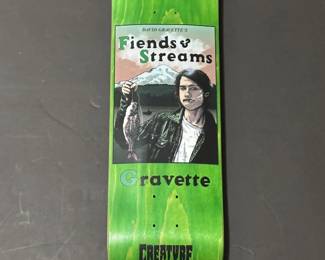 DAVID GRAVETTE'S
Fiends &
Streams
Gravette
CREATURE